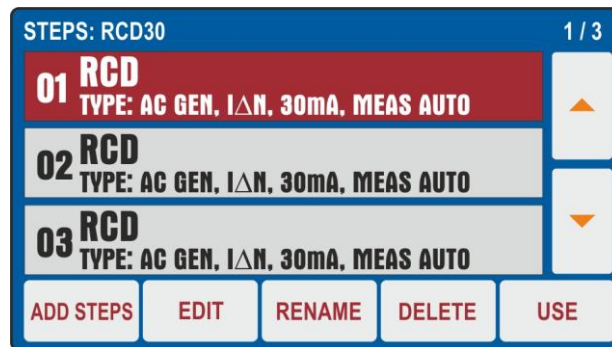 STEPS: RCD30 1 / 3
01 RCD
TYPE: AC GEN, I△N, 30mA, MEAS AUTO
02 RCD
TYPE: AC GEN, I△N, 30mA, MEAS AUTO
03 RCD
TYPE: AC GEN, I△N, 30mA, MEAS AUTO
ADD STEPS EDIT RENAME DELETE USE